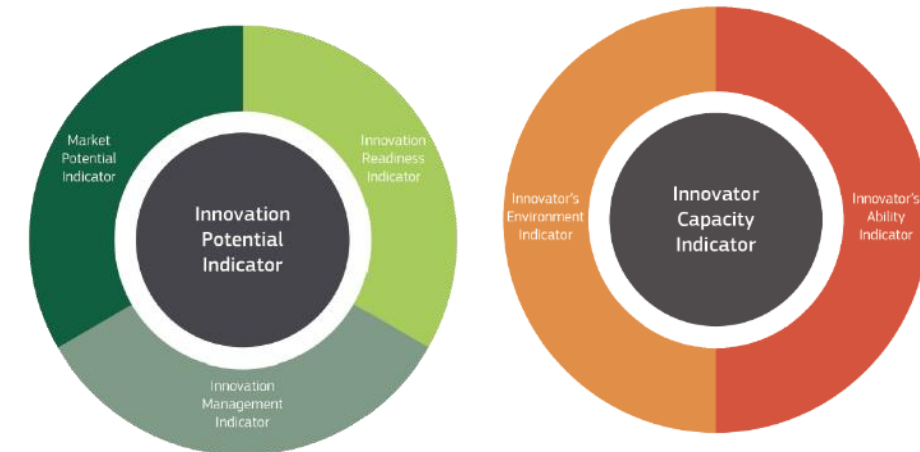 Market
Potential
Indicator
Innovation
Readiness
Indicator
Innovation
Potential
Indicator
Innovation
Management
Indicator
Innovator's
Environment
Indicator
Innovator
Capacity
Indicator
Innovator's
Ability
Indicator